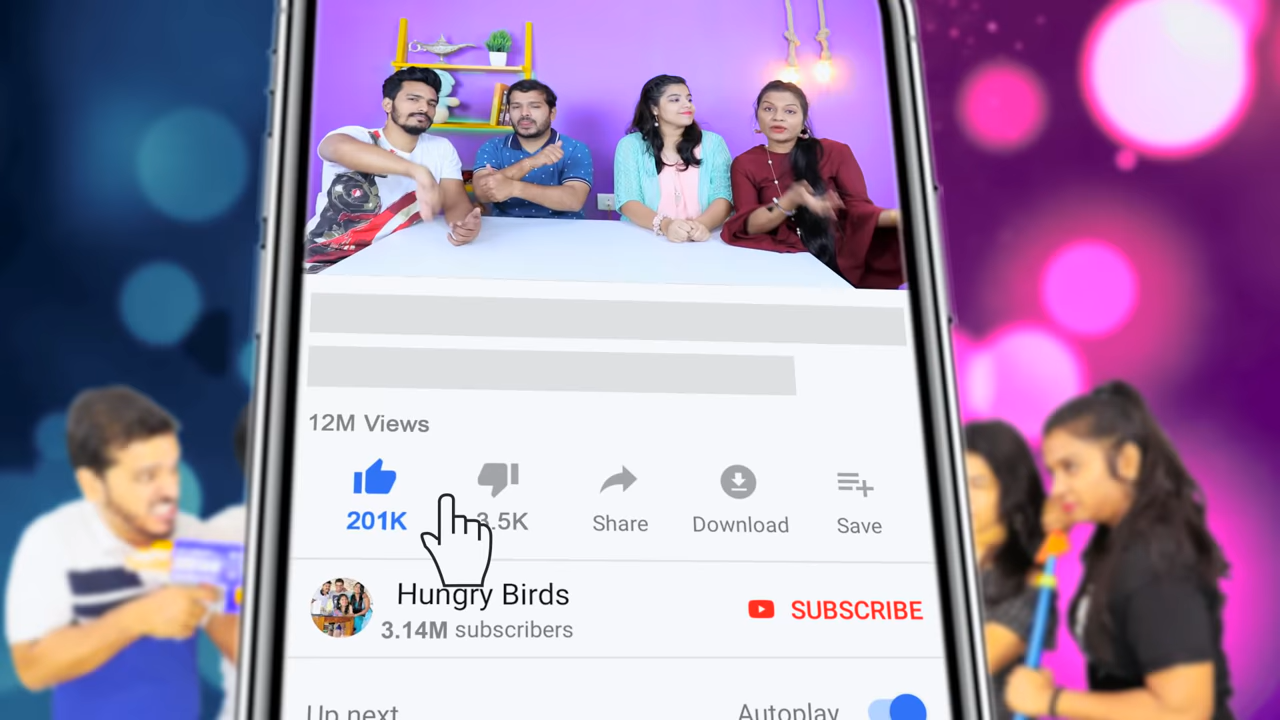 12M Views
201K
3.5K
Share
Download
Save
Hungry Birds
3.14M subscribers
SUBSCRIBE
Up next
Autoplay